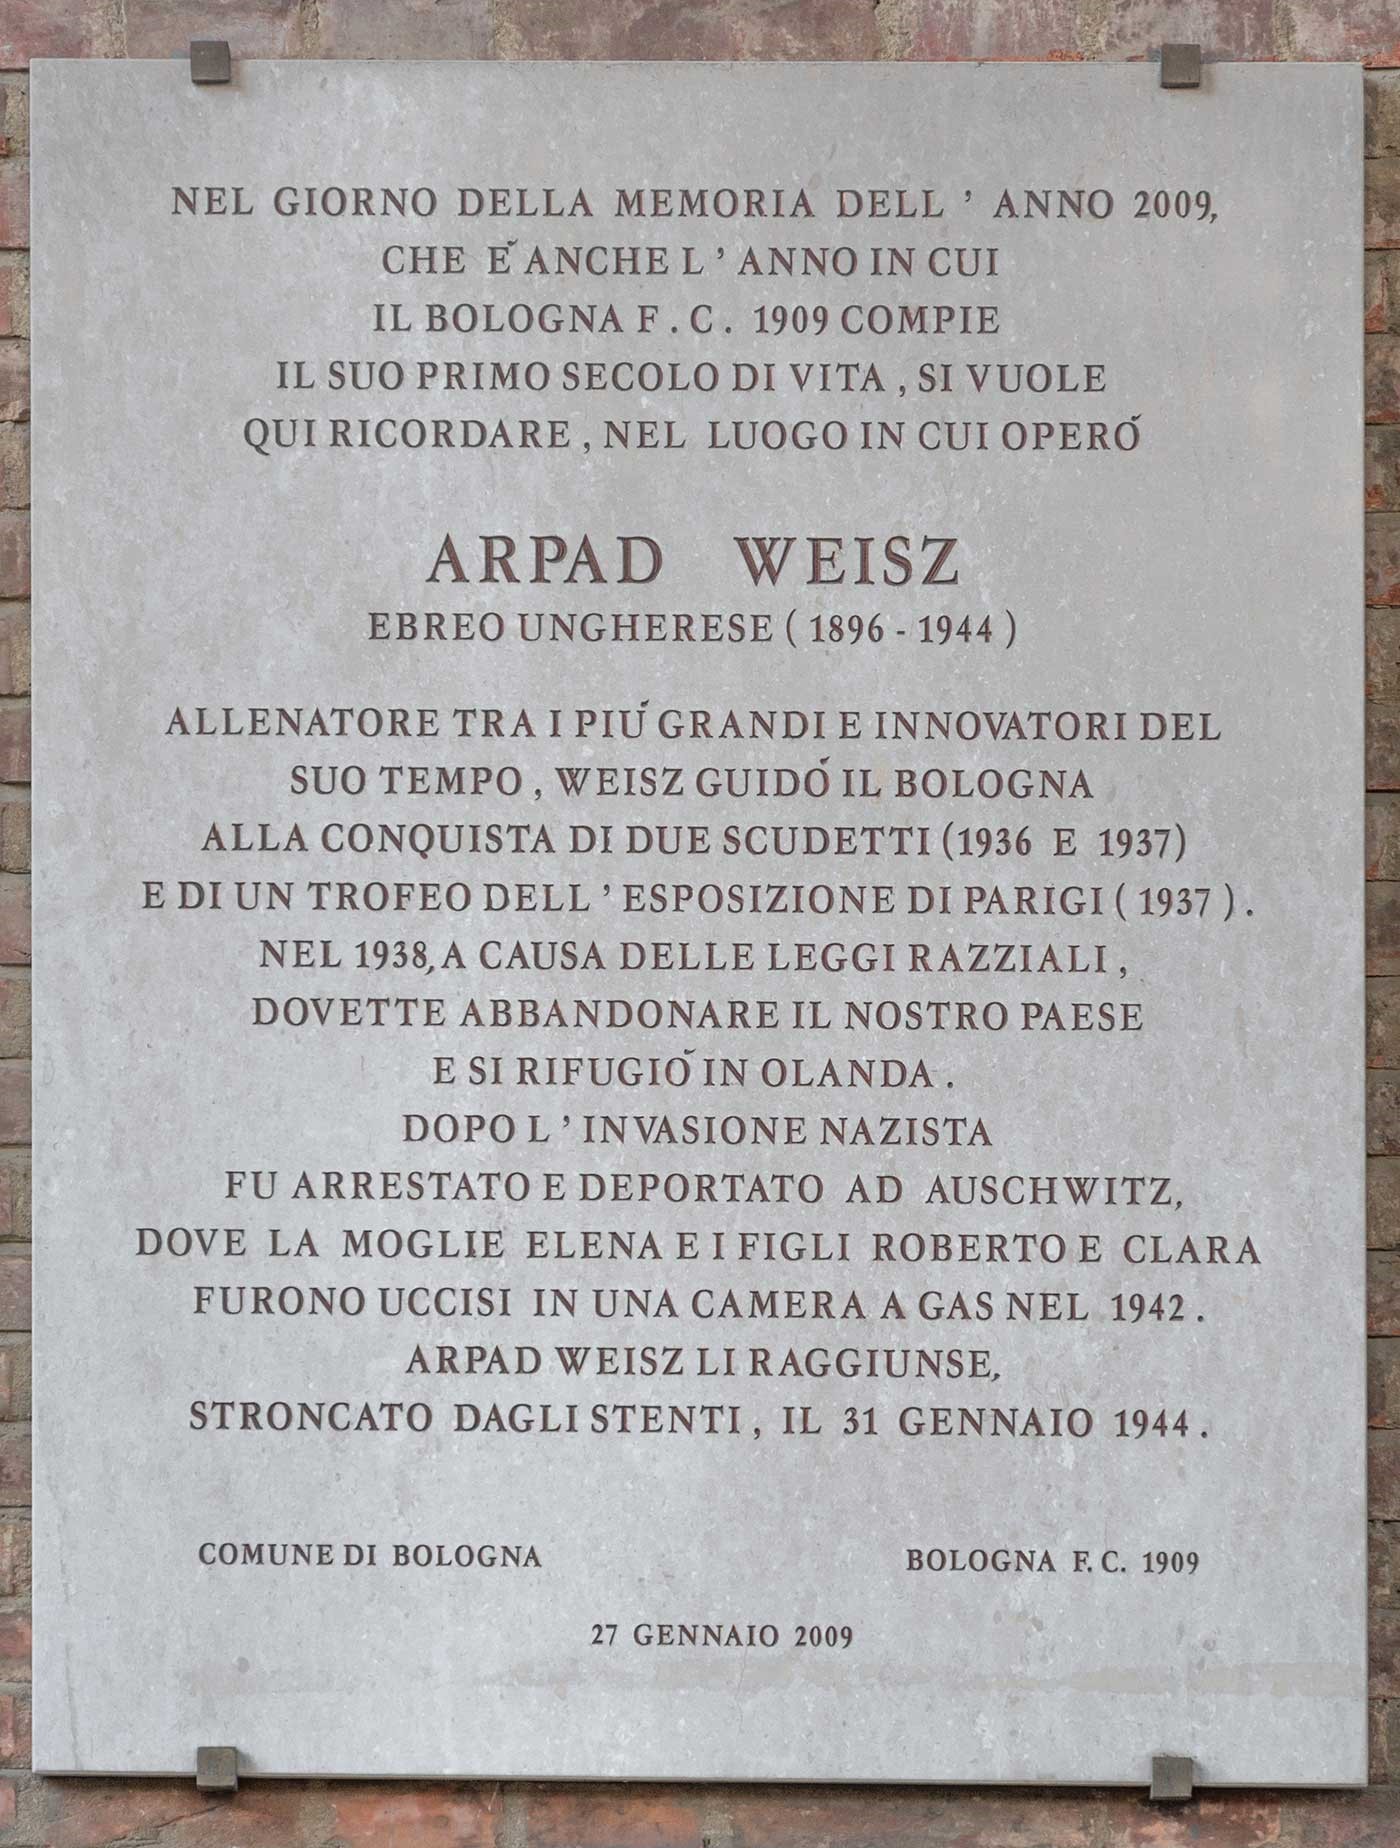 NEL GIORNO DELLA MEMORIA DELL ' ANNO 2009,
CHE É ANCHE L ' ANNO IN CUI
IL BOLOGNA F . C . 1909 COMPIE
IL SUO PRIMO SECOLO DI VITA , SI VUOLE
QUI RICORDARE , NEL LUOGO IN CUI OPERÓ
ARPAD WEISZ
EBREO UNGHERESE ( 1896 - 1944 )
ALLENATORE TRA I PIÚ GRANDI E INNOVATORI DEL
SUO TEMPO , WEISZ GUIDÓ IL BOLOGNA
ALLA CONQUISTA DI DUE SCUDETTI (1936 E 1937)
E DI UN TROFEO DELL ' ESPOSIZIONE DI PARIGI ( 1937 ) .
NEL 1938, A CAUSA DELLE LEGGI RAZZIALI ,
DOVETTE ABBANDONARE IL NOSTRO PAESE
E SI RIFUGIÓ IN OLANDA .
DOPO L ' INVASIONE NAZISTA
FU ARRESTATO E DEPORTATO AD AUSCHWITZ,
DOVE LA MOGLIE ELENA E I FIGLI ROBERTO E CLARA
FURONO UCCISI IN UNA CAMERA A GAS NEL 1942 .
ARPAD WEISZ LI RAGGIUNSE,
STRONCATO DAGLI STENTI , IL 31 GENNAIO 1944 .
COMUNE DI BOLOGNA
BOLOGNA F. C. 1909
27 GENNAIO 2009